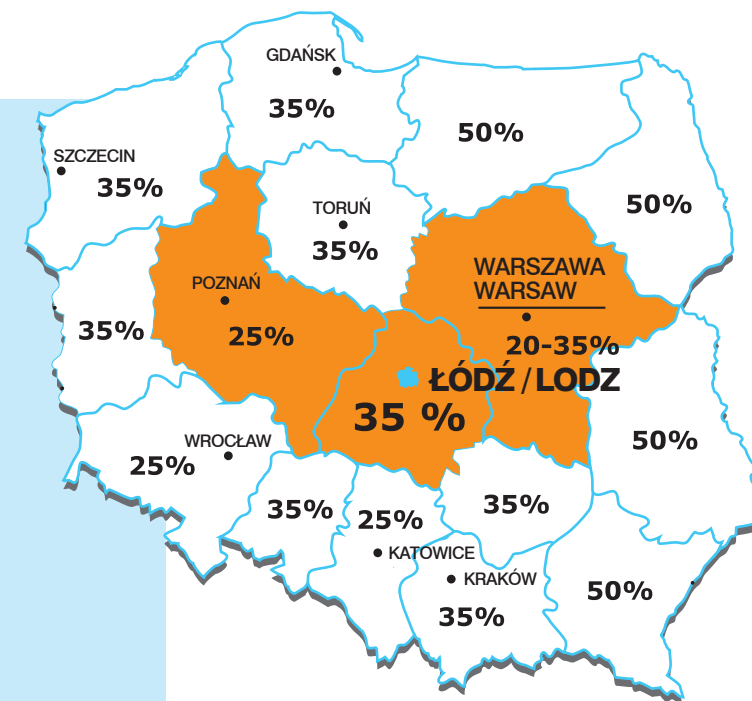 GDAŃSK
35%
50%
SZCZECIN
35%
50%
TORUŃ
35%
WARSZAWA
WARSAW
20-35%
POZNAŃ
25%
35%
ŁÓDŹ / LODZ
35 %
50%
WROCŁAW
25%
35%
25%
35%
KATOWICE
KRAKÓW
35%
50%